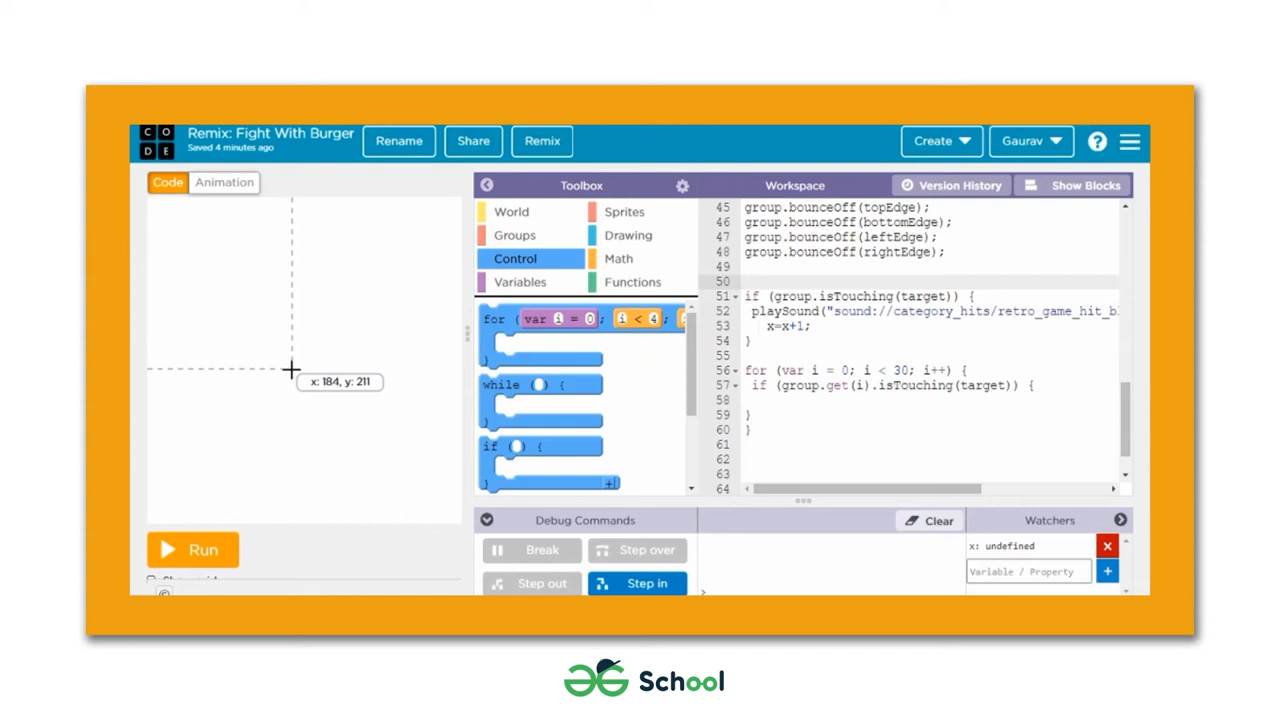 C O
D E
Remix: Fight With Burger
Saved 4 minutes ago
Rename
Share
Remix
Create
Gaurav
?
Code
Animation
x: 184, y: 211
Run
Toolbox
World
Sprites
Groups
Drawing
Control
Math
Variables
Functions
for ( var i = 0 ; i < 4 ;
}
while ( ) {
}
if ( ) {
}
Workspace
Version History
Show Blocks
45 group.bounceOff(topEdge);
46 group.bounceOff(bottomEdge);
47 group.bounceOff(leftEdge);
48 group.bounceOff(rightEdge);
49
50
51 if (group.isTouching(target)) {
52 playSound("sound://category_hits/retro_game_hit_bl
53 x=x+1;
54 }
55
56 for (var i = 0; i < 30; i++) {
57 if (group.get(i).isTouching(target)) {
58
59 }
60 }
61
62
63
64
Debug Commands
Clear
Watchers
Break
Step over
Step out
Step in
x: undefined
Variable / Property
>
School